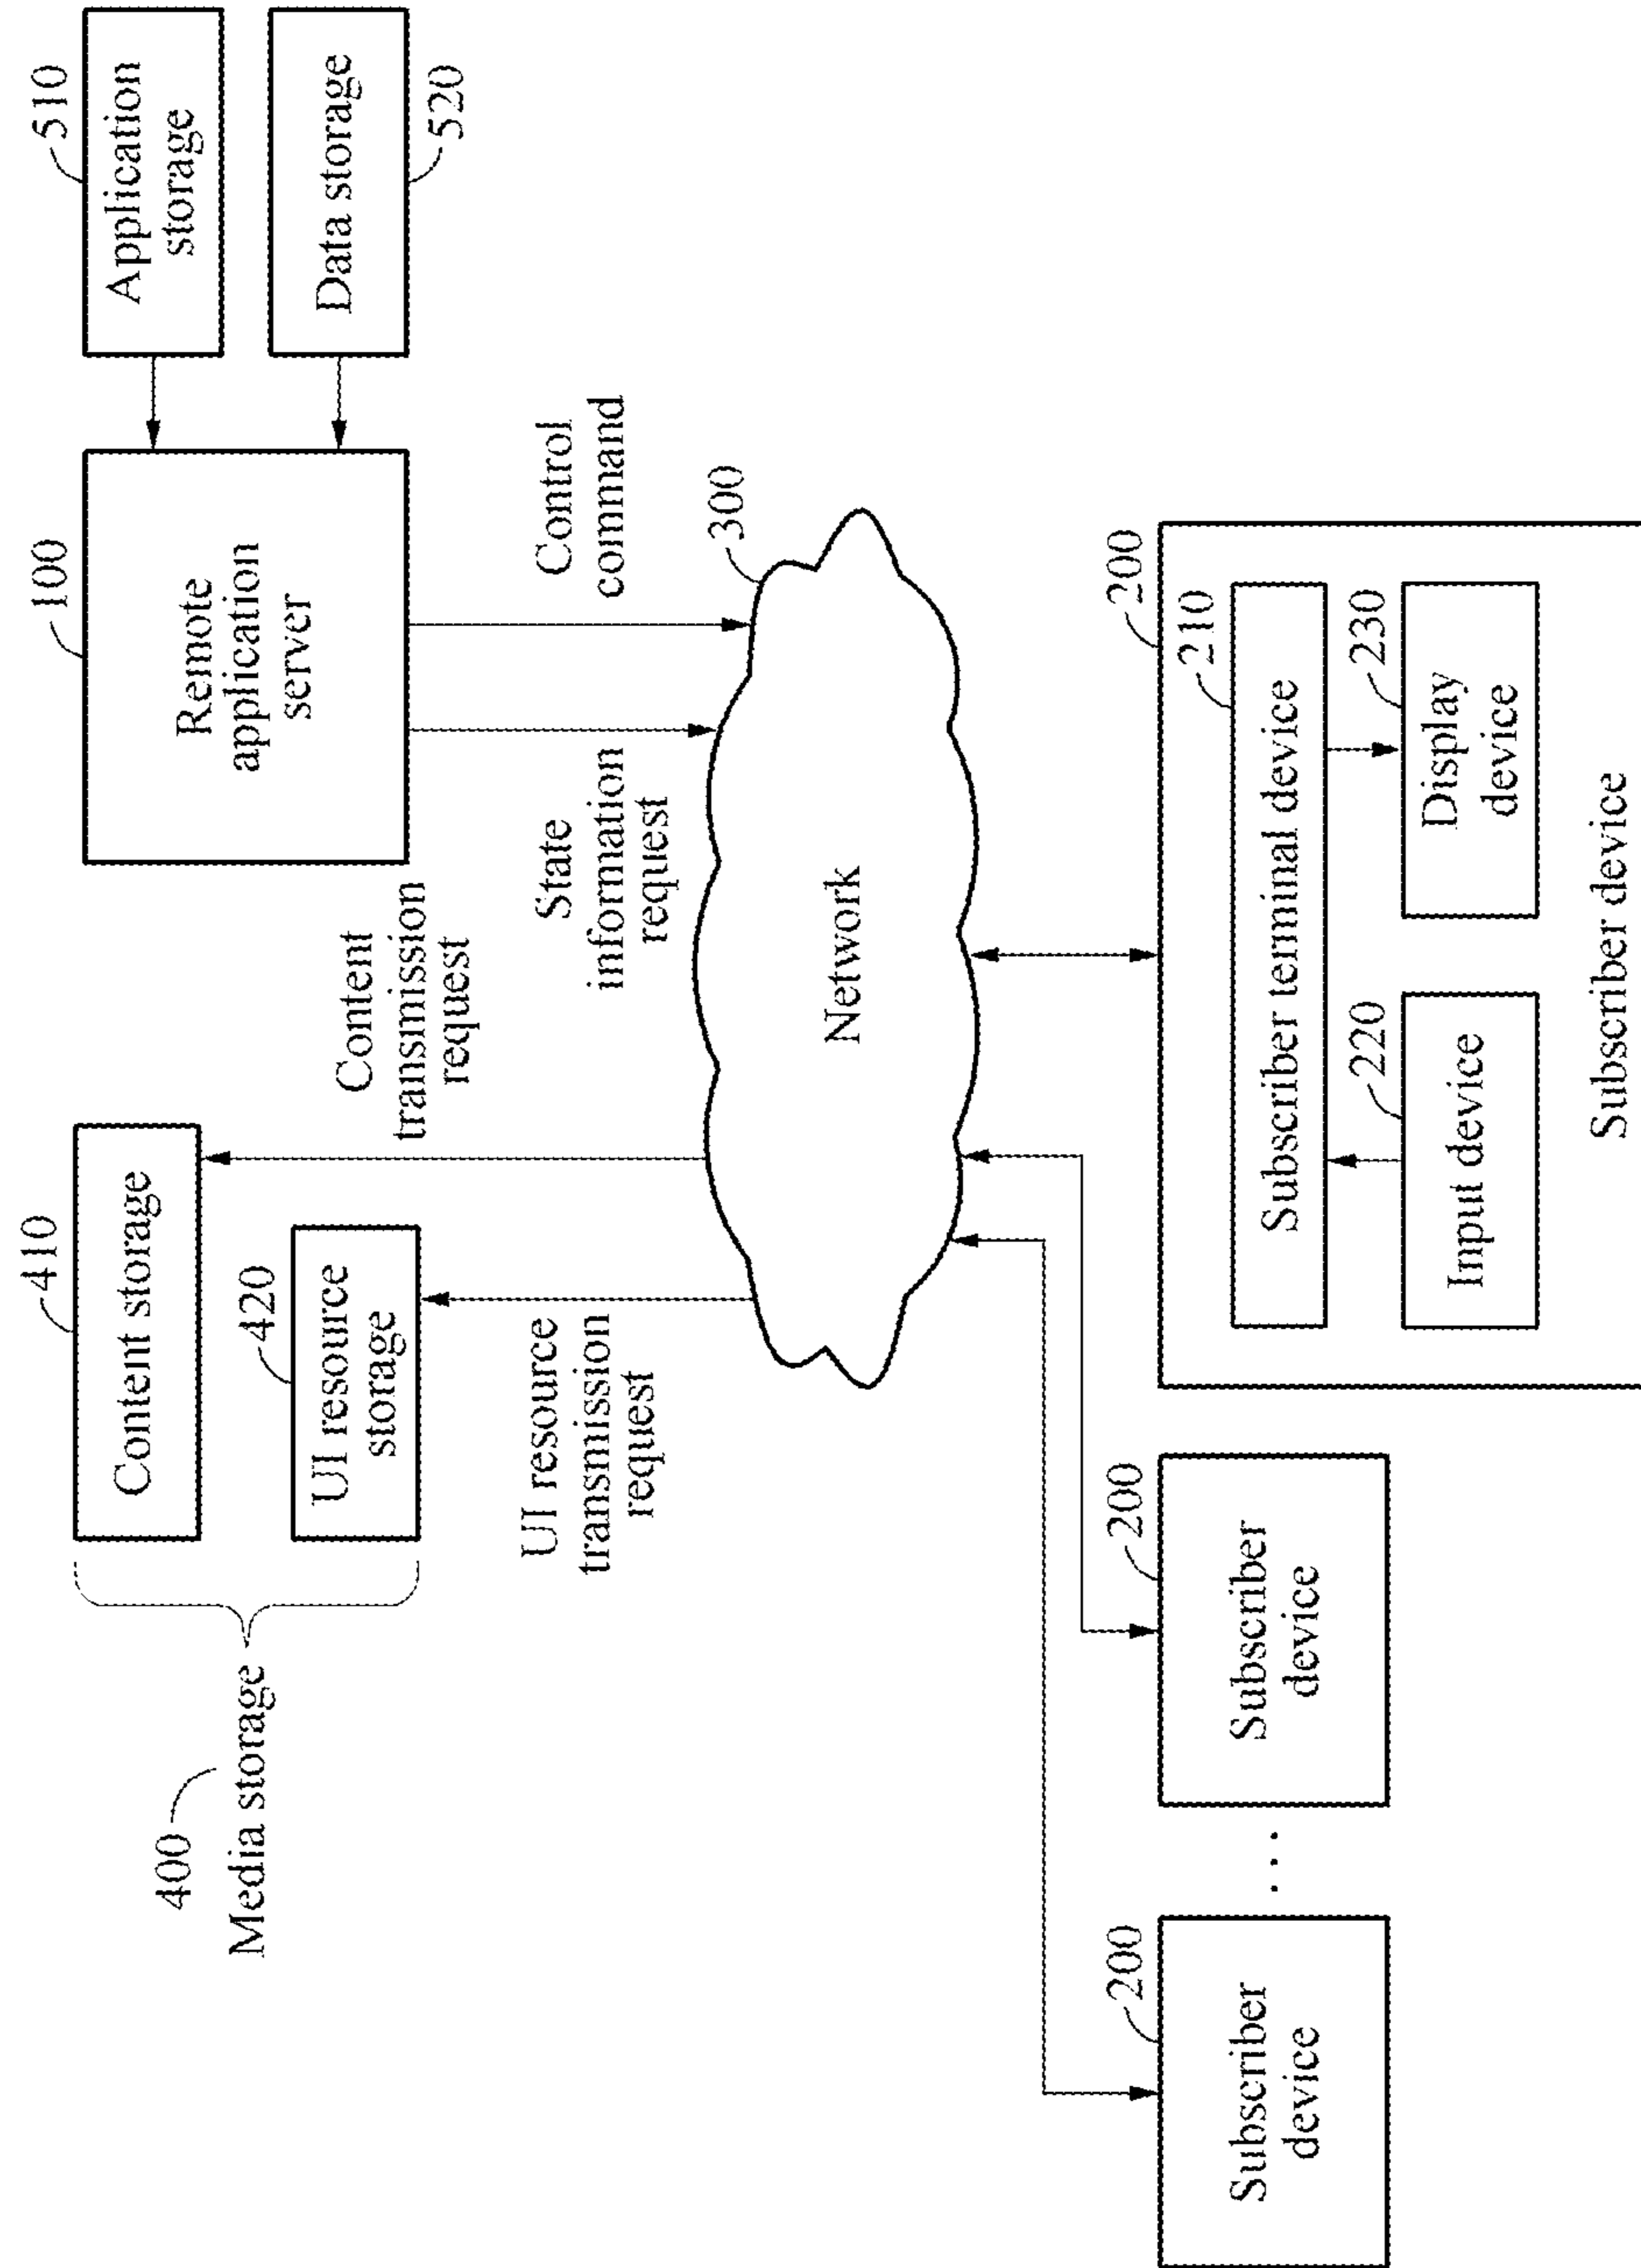 400
Media storage
410
Content storage
420
UI resource
storage
100
Remote
application
server
510
Application
storage
520
Data storage
UI resource
transmission
request
Content
transmission
request
State
information
request
Control
command
300
Network
200
Subscriber
device
...
200
Subscriber
device
200
210
Subscriber terminal device
220
Input device
230
Display
device
Subscriber device